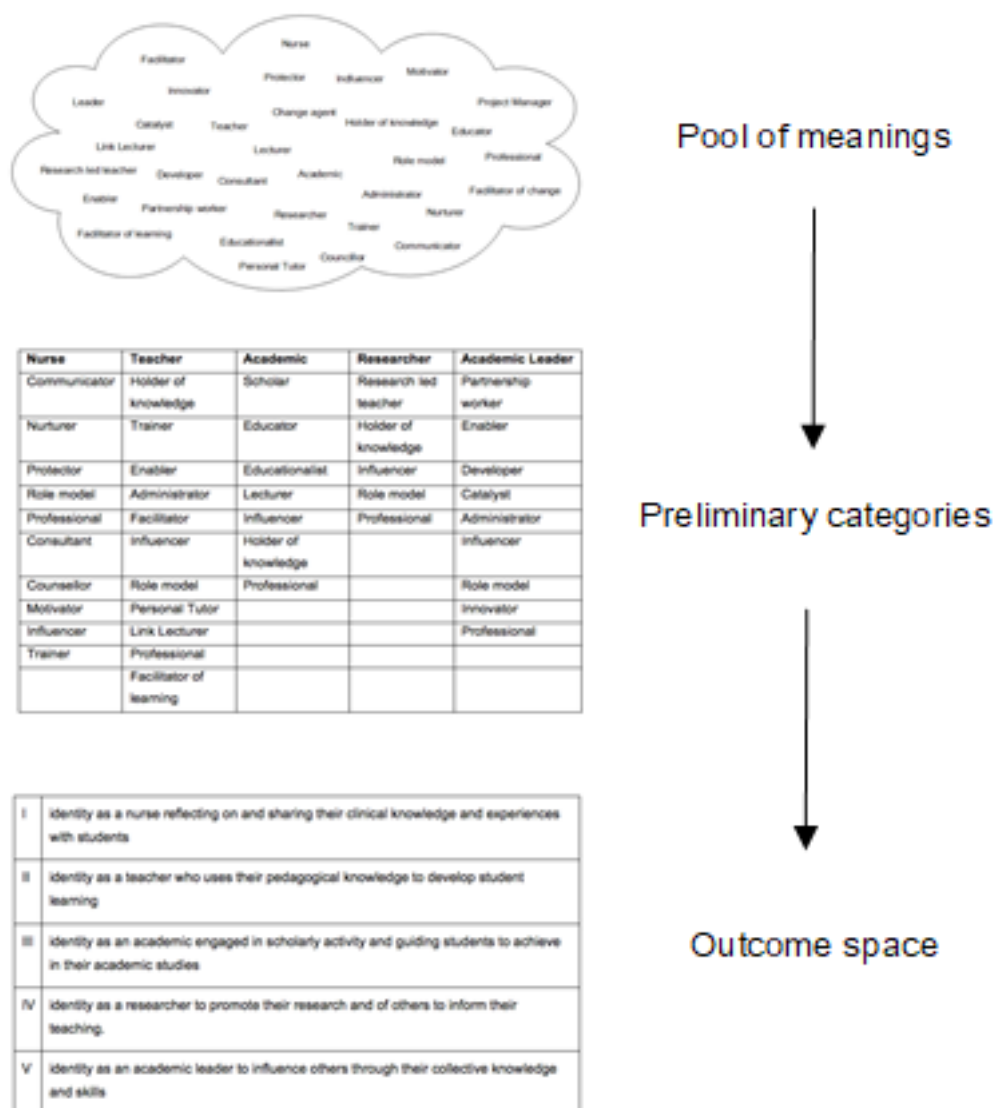 Nurse
Facilitator
Protector Influencer Motivator
Innovator
Leader Project Manager
Change agent
Catalyst Teacher Holder of knowledge
Educator
Link Lecturer Lecturer
Role model Professional
Research led teacher Developer Consultant Academic
Administrator Facilitator of change
Enabler
Partnership worker Researcher Nurturer
Trainer
Facilitator of learning Educationalist Communicator
Personal Tutor Councillor
Pool of meanings
Nurse Teacher Academic Researcher Academic Leader
Communicator Holder of knowledge Scholar Research led teacher Partnership worker
Nurturer Trainer Educator Holder of knowledge Enabler
Protector Enabler Educationalist Influencer Developer
Role model Administrator Lecturer Role model Catalyst
Professional Facilitator Influencer Professional Administrator
Consultant Influencer Holder of knowledge Influencer
Counsellor Role model Professional Role model
Motivator Personal Tutor Innovator
Influencer Link Lecturer Professional
Trainer Professional
Facilitator of learning
Preliminary categories
I identity as a nurse reflecting on and sharing their clinical knowledge and experiences
with students
II identity as a teacher who uses their pedagogical knowledge to develop student
learning
III identity as an academic engaged in scholarly activity and guiding students to achieve
in their academic studies
IV identity as a researcher to promote their research and of others to inform their
teaching.
V identity as an academic leader to influence others through their collective knowledge
and skills
Outcome space